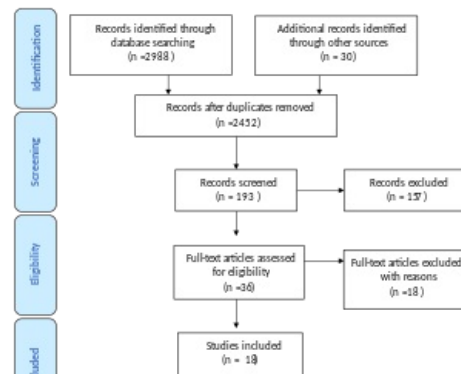 Identification
Records identified through
database searching
(n =2988 )
Additional records identified
through other sources
(n = 30)
Records after duplicates removed
(n =2452)
Screening
Records screened
(n = 193 )
Records excluded
(n = 157)
Eligibility
Full-text articles assessed
for eligibility
(n =36)
Full-text articles excluded
with reasons
(n =18 )
uded
Studies included
(n = 18)